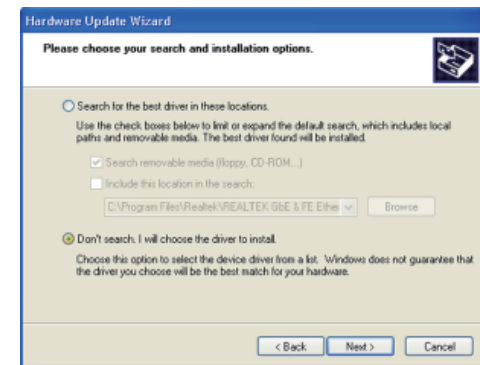 Hardware Update Wizard
Please choose your search and installation options.
Search for the best driver in these locations.
Use the check boxes below to limit or expand the default search, which includes local
paths and removable media. The best driver found will be installed.
Search removable media (floppy, CD-ROM...)
Include this location in the search:
C:\Program Files\Realtek\REALTEK GbE & FE Ether
Browse
Don't search. I will choose the driver to install.
Choose this option to select the device driver from a list. Windows does not guarantee that
the driver you choose will be the best match for your hardware.
< Back
Next >
Cancel